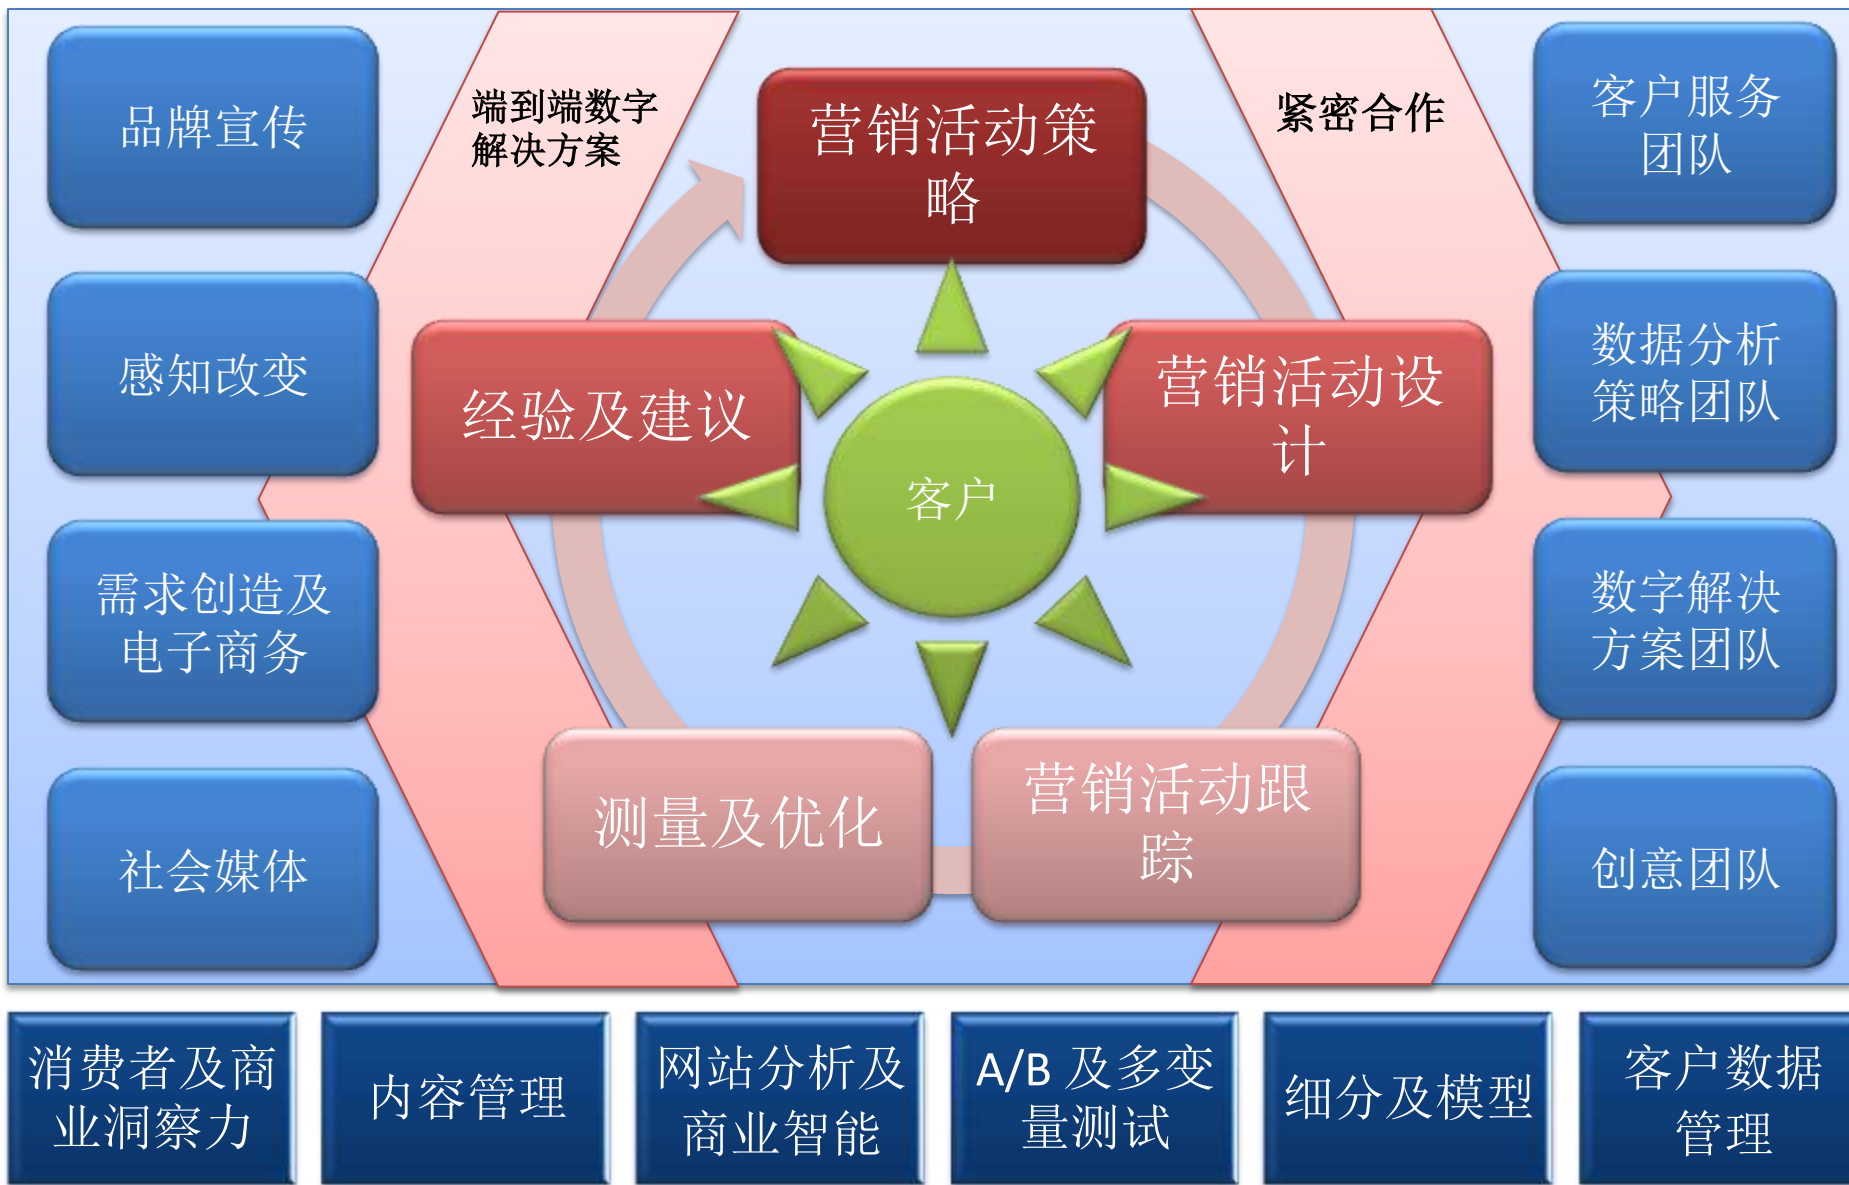 品牌宣传
感知改变
需求创造及
电子商务
社会媒体
端到端数字
解决方案
营销活动策
略
经验及建议
营销活动设
计
客户
测量及优化
营销活动跟
踪
紧密合作
客户服务
团队
数据分析
策略团队
数字解决
方案团队
创意团队
消费者及商
业洞察力
内容管理
网站分析及
商业智能
A/B 及多变
量测试
细分及模型
客户数据
管理